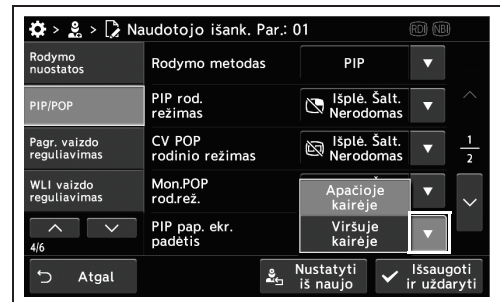 > > Naudotojo išank. Par.: 01 RDI NBI
Rodymo
nuostatos
Rodymo metodas PIP
PIP/POP
PIP rod.
režimas
Išplė. Šalt.
Nerodomas
Pagr. vaizdo
reguliavimas
CV POP
rodinio režimas
Išplė. Šalt.
Nerodomas
1
2
WLI vaizdo
reguliavimas
Mon.POP
rod.rež.
Apačioje
kairėje
4/6
PIP pap. ekr.
padėtis
Viršuje
kairėje
Atgal
Nustatyti
iš naujo
Išsaugoti
ir uždaryti